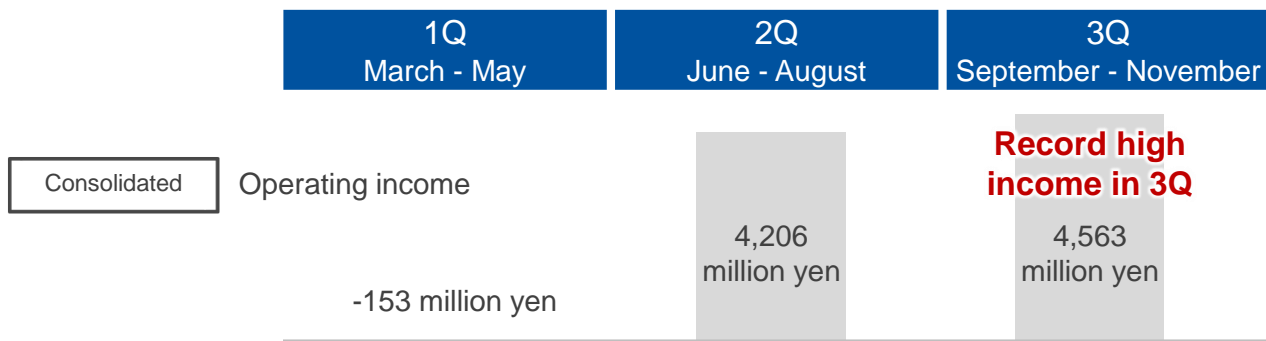 1Q
March - May
2Q
June - August
3Q
September - November
Consolidated
Operating income
-153 million yen
4,206
million yen
Record high
income in 3Q
4,563
million yen